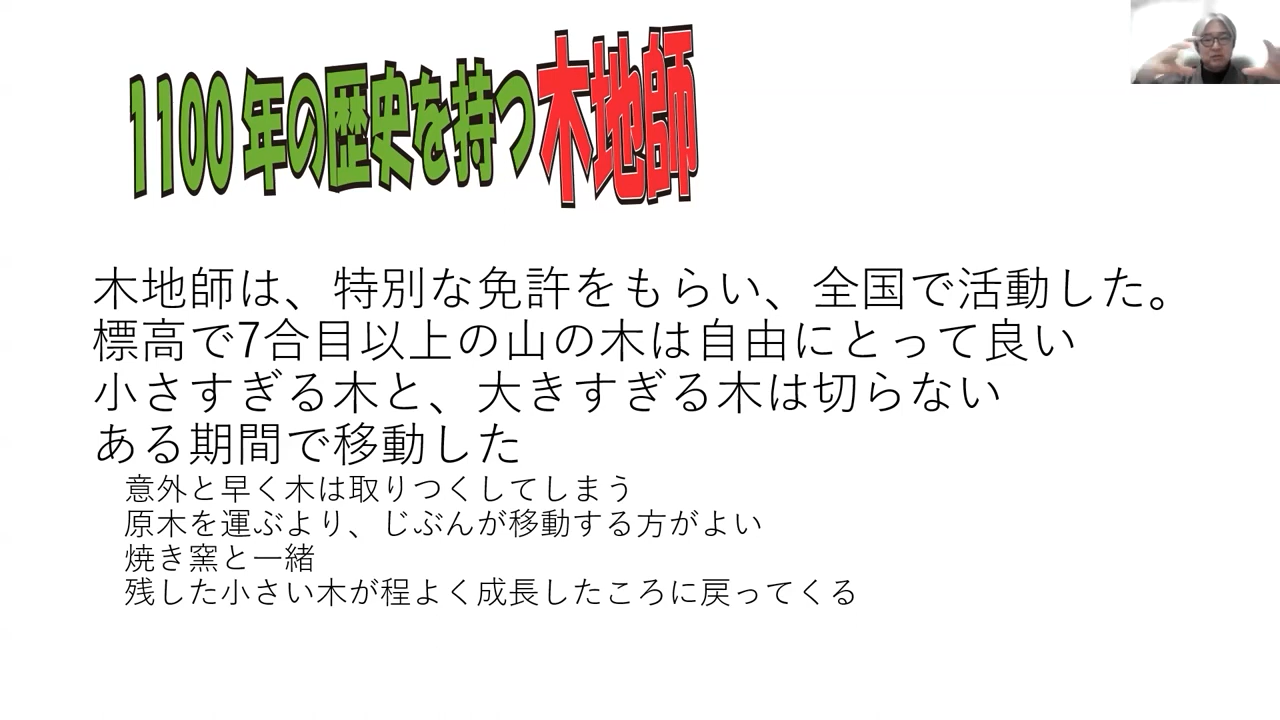 1100年の歴史を持つ木地師
木地師は、特別な免許をもらい、全国で活動した。
標高で7合目以上の山の木は自由にとって良い
小さすぎる木と、大きすぎる木は切らない
ある期間で移動した
意外と早く木は取りつくしてしまう
原木を運ぶより、じぶんが移動する方がよい
焼き窯と一緒
残した小さい木が程よく成長したころに戻ってくる